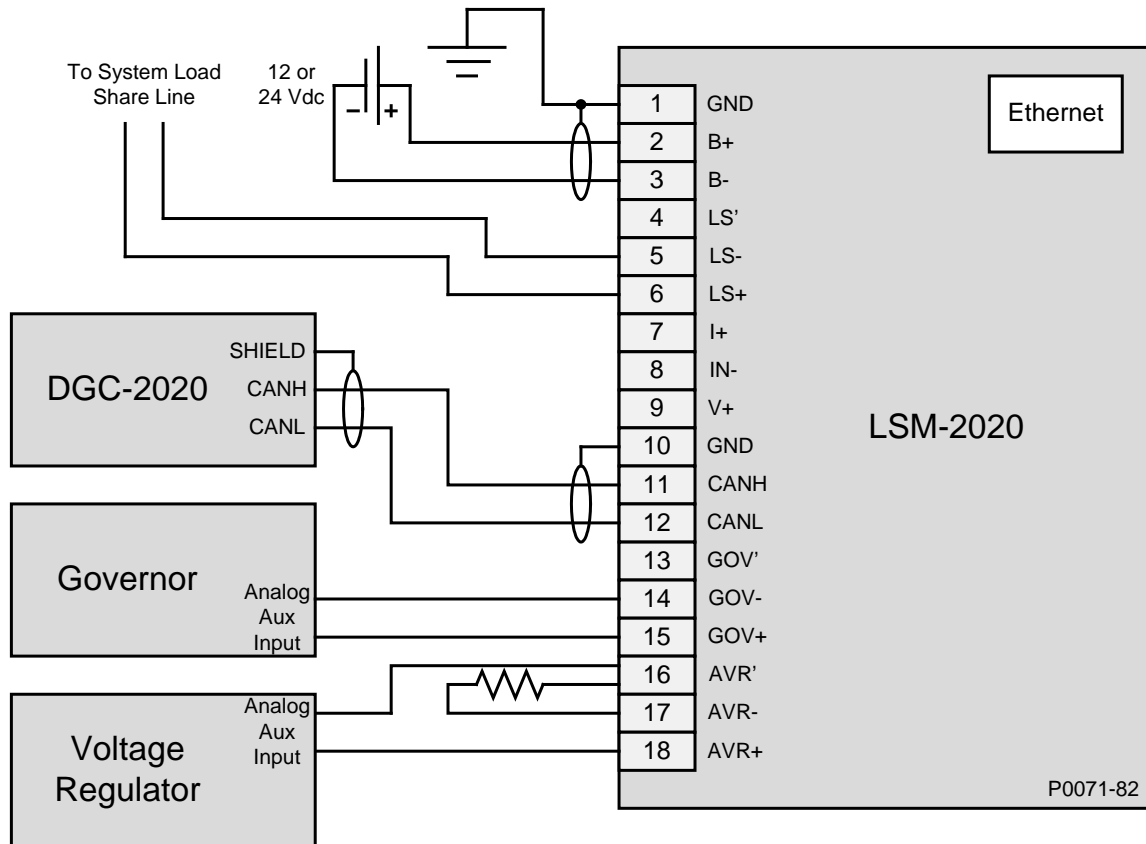 To System Load
Share Line
12 or
24 Vdc
– +
Ethernet
1 GND
2 B+
3 B-
4 LS’
5 LS-
6 LS+
7 I+
8 IN-
9 V+
10 GND
11 CANH
12 CANL
13 GOV’
14 GOV-
15 GOV+
16 AVR’
17 AVR-
18 AVR+
LSM-2020
DGC-2020
SHIELD
CANH
CANL
Governor
Analog
Aux
Input
Voltage
Regulator
Analog
Aux
Input
P0071-82